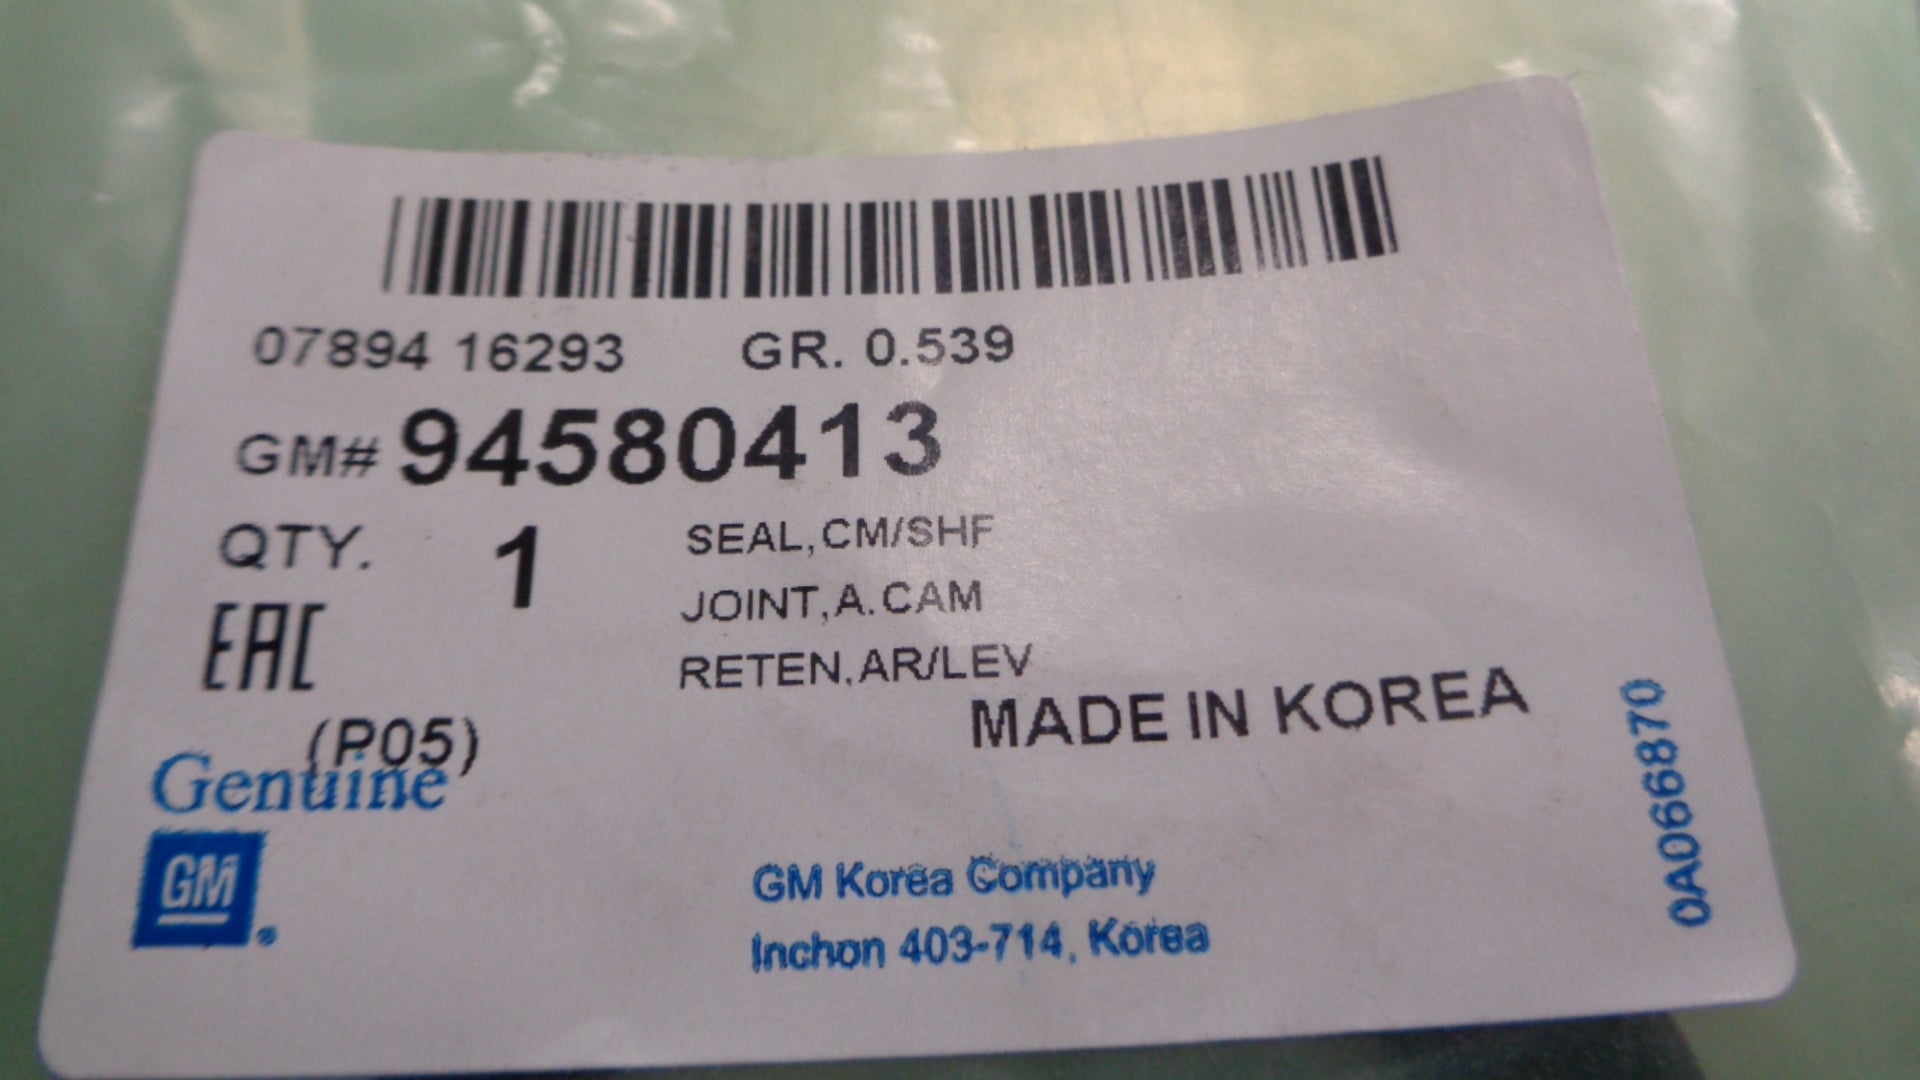 07894 16293 GR. 0.539
GM# 94580413
QTY. 1
SEAL,CM/SHF
JOINT,A.CAM
RETEN,AR/LEV
EAC
MADE IN KOREA
(P05)
Genuine
GM®
GM Korea Company
Inchon 403-714, Korea
0A066870